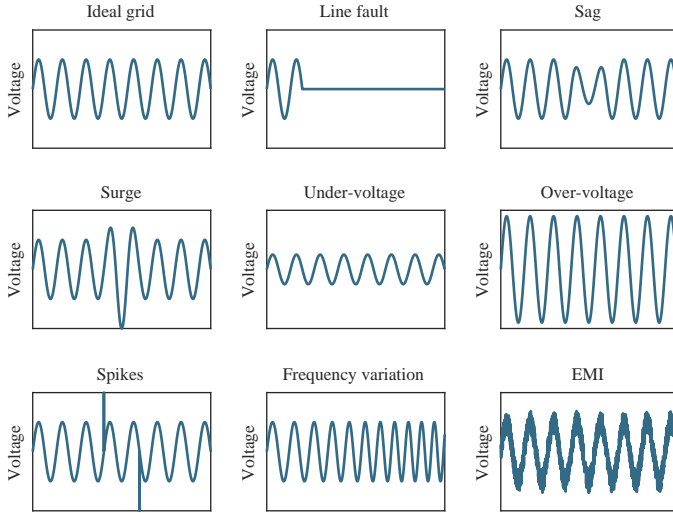 Ideal grid
Line fault
Sag
Voltage
Voltage
Voltage
Surge
Under-voltage
Over-voltage
Voltage
Voltage
Voltage
Spikes
Frequency variation
EMI
Voltage
Voltage
Voltage